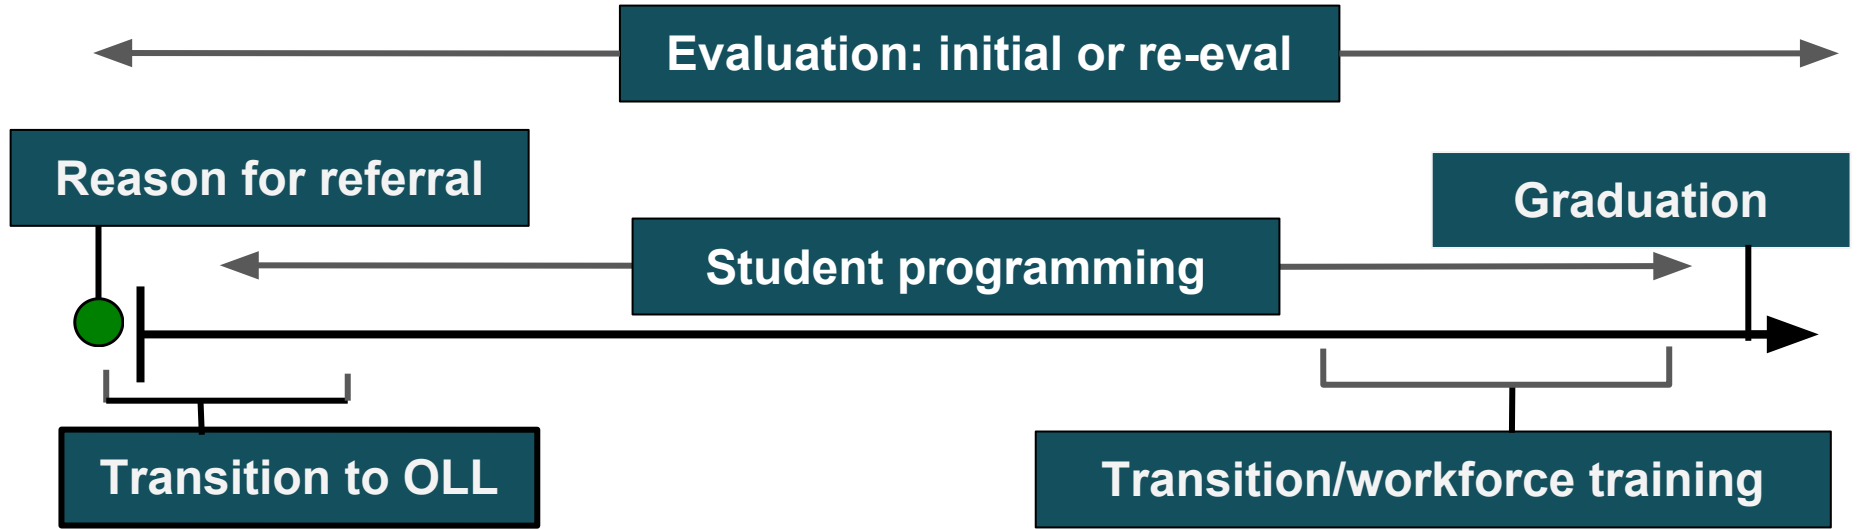 Evaluation: initial or re-eval
Reason for referral
Graduation
Student programming
Transition to OLL
Transition/workforce training